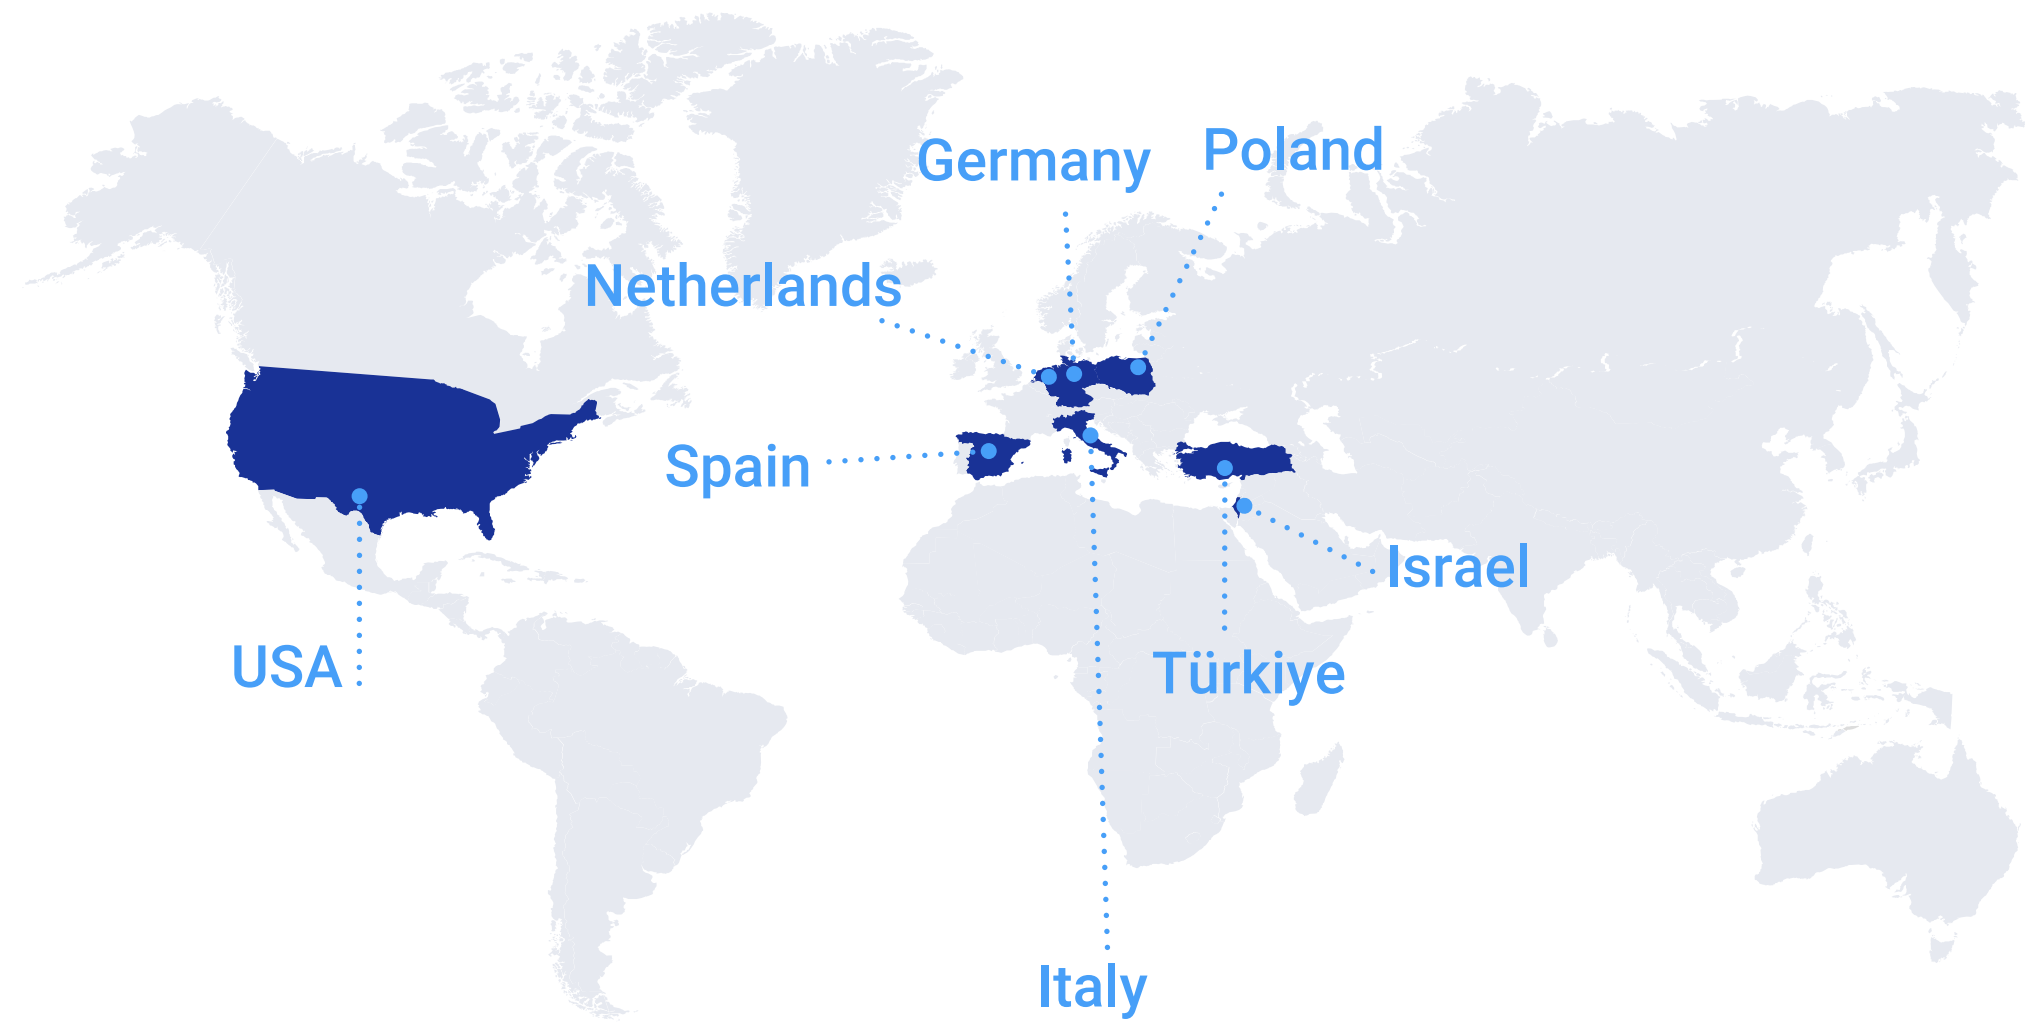 Germany
Poland
Netherlands
Spain
Israel
USA
Türkiye
Italy